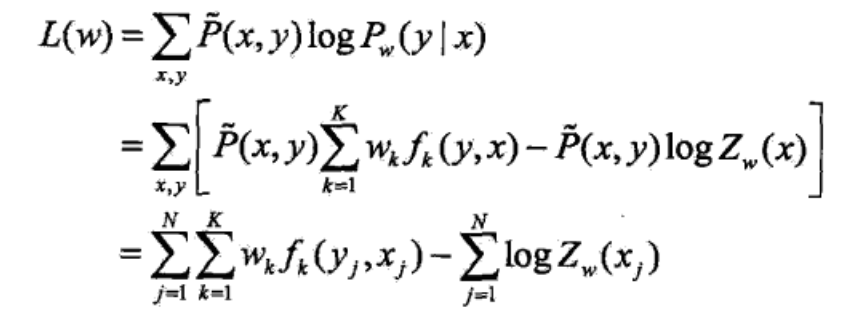 L(w) = ∑_{x,y} P̃(x, y) log P_w(y | x)
= ∑_{x,y} [ P̃(x, y) ∑_{k=1}^{K} w_k f_k(y, x) − P̃(x, y) log Z_w(x) ]
= ∑_{j=1}^{N} ∑_{k=1}^{K} w_k f_k(y_j, x_j) − ∑_{j=1}^{N} log Z_w(x_j)